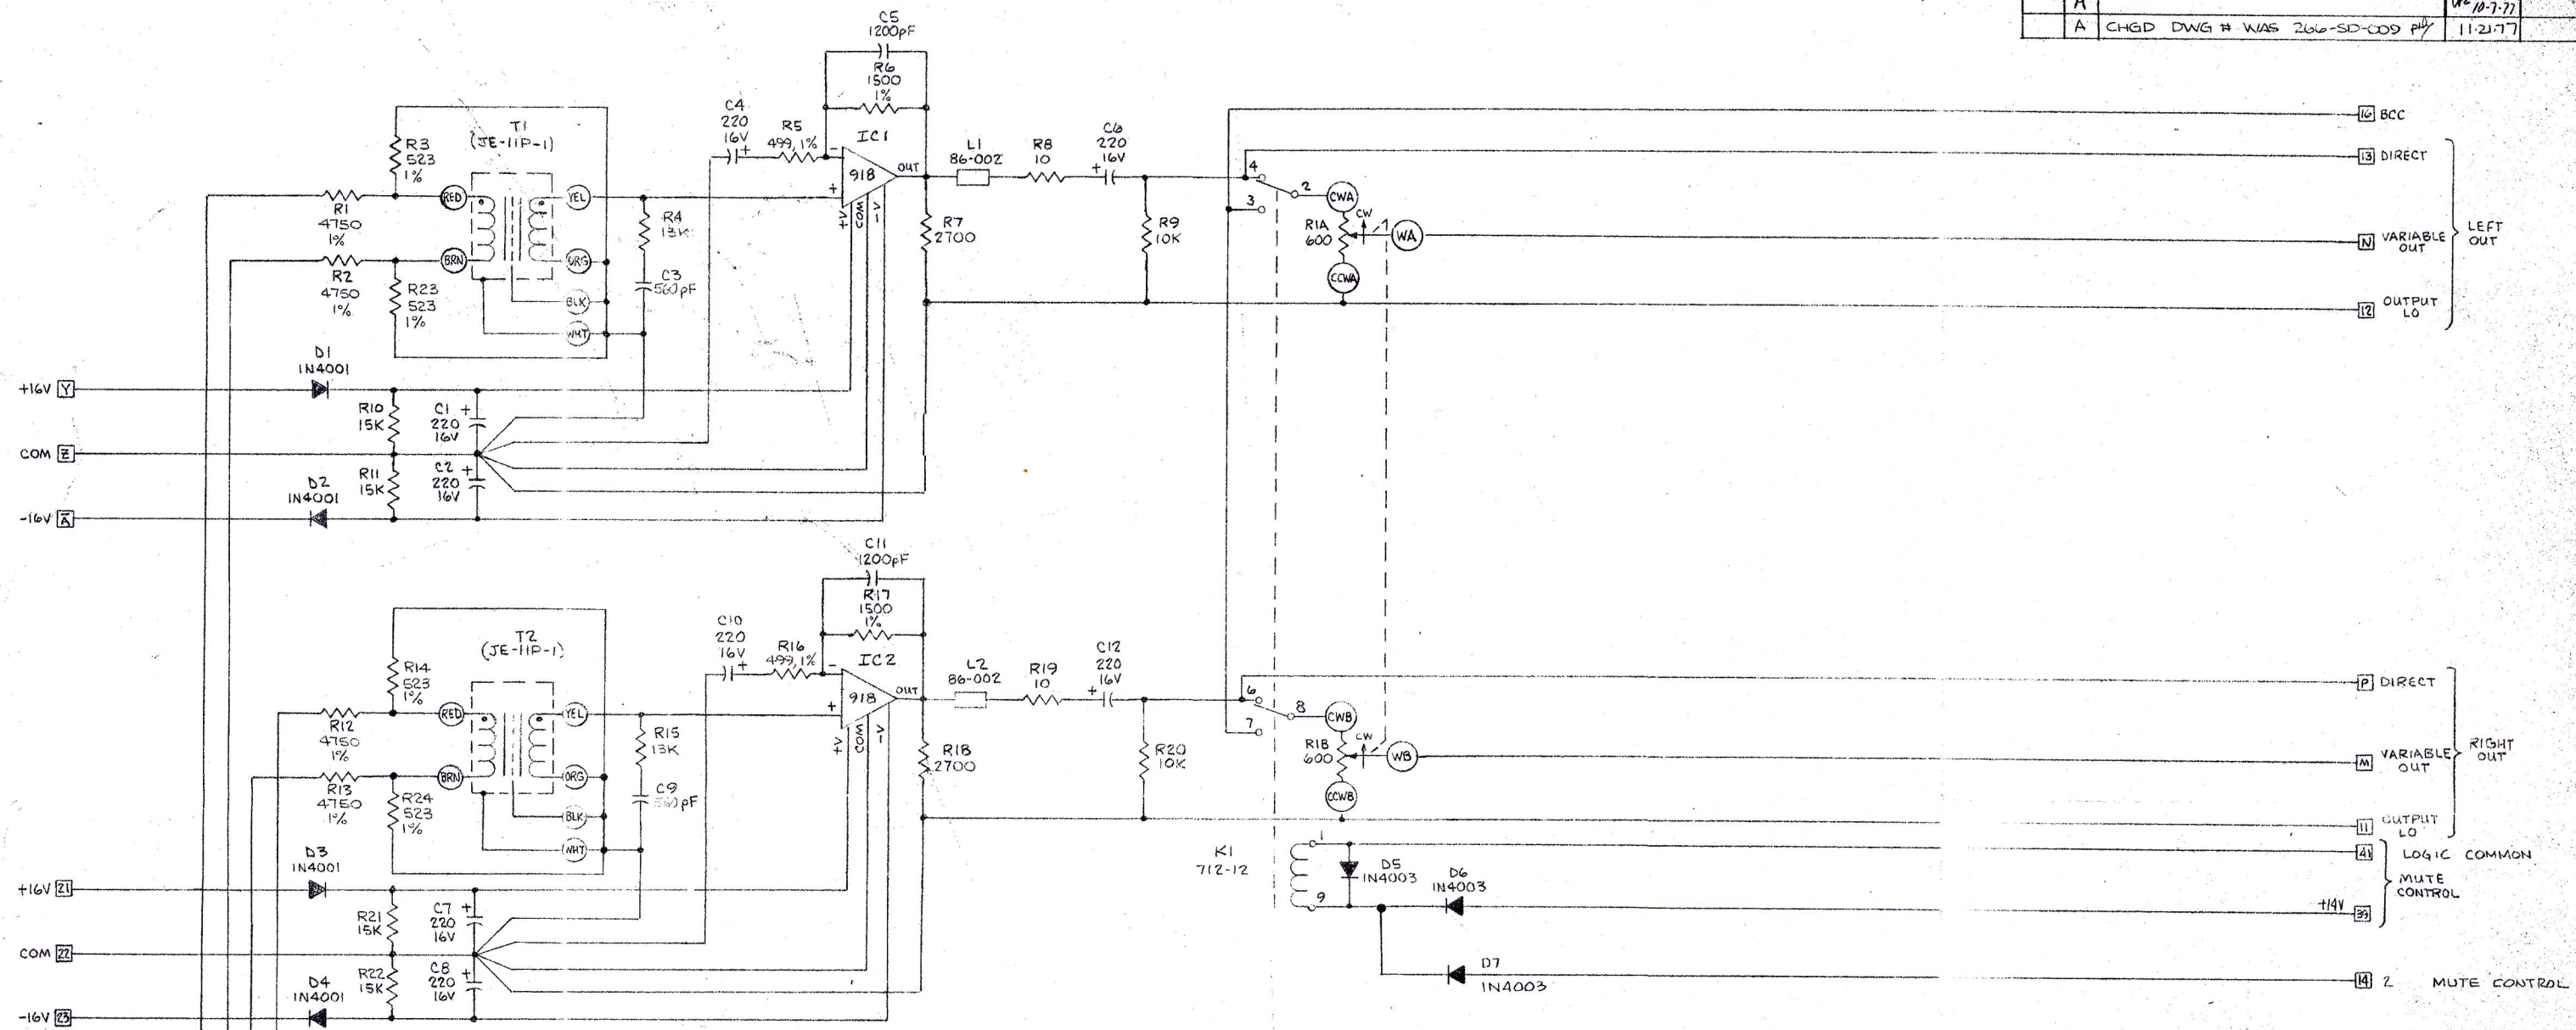 A
10-7-77
A CHGD DWG # WAS 266-SD-009 11-21-77
C5
1200pF
R6
1500
1%
C4
220
16V
+
R5
499, 1%
IC1
-
918
+
OUT
+V
COM
-V
T1
(JE-11P-1)
R3
523
1%
RED
YEL
R1
4750
1%
BRN
ORG
R2
4750
1%
R23
523
1%
BLK
WHT
R4
13K
C3
560pF
L1
86-002
R8
10
C6
220
16V
+
R7
2700
R9
10K
4
2
3
CWA
CW
R1A
600
WA
CCWA
16 BCC
13 DIRECT
N VARIABLE
OUT
LEFT
OUT
12 OUTPUT
LO
D1
1N4001
+16V Y
R10
15K
C1
220
16V
+
COM Z
R11
15K
C2
220
16V
+
D2
1N4001
-16V A
C11
1200pF
R17
1500
1%
C10
220
16V
+
R16
499, 1%
IC2
-
918
+
OUT
+V
COM
-V
T2
(JE-11P-1)
R14
523
1%
RED
YEL
R12
4750
1%
BRN
ORG
R13
4750
1%
R24
523
1%
BLK
WHT
R15
13K
C9
560pF
L2
86-002
R19
10
C12
220
16V
+
R18
2700
R20
10K
6
8
7
CWB
CW
R1B
600
WB
CCWB
P DIRECT
M VARIABLE
OUT
RIGHT
OUT
11 OUTPUT
LO
K1
712-12
1
9
D5
1N4003
D6
1N4003
41 LOGIC COMMON
MUTE
CONTROL
+14V 39
D7
1N4003
14 2 MUTE CONTROL
D3
1N4001
+16V 21
R21
15K
C7
220
16V
+
COM 22
R22
15K
C8
220
16V
+
D4
1N4001
-16V 23